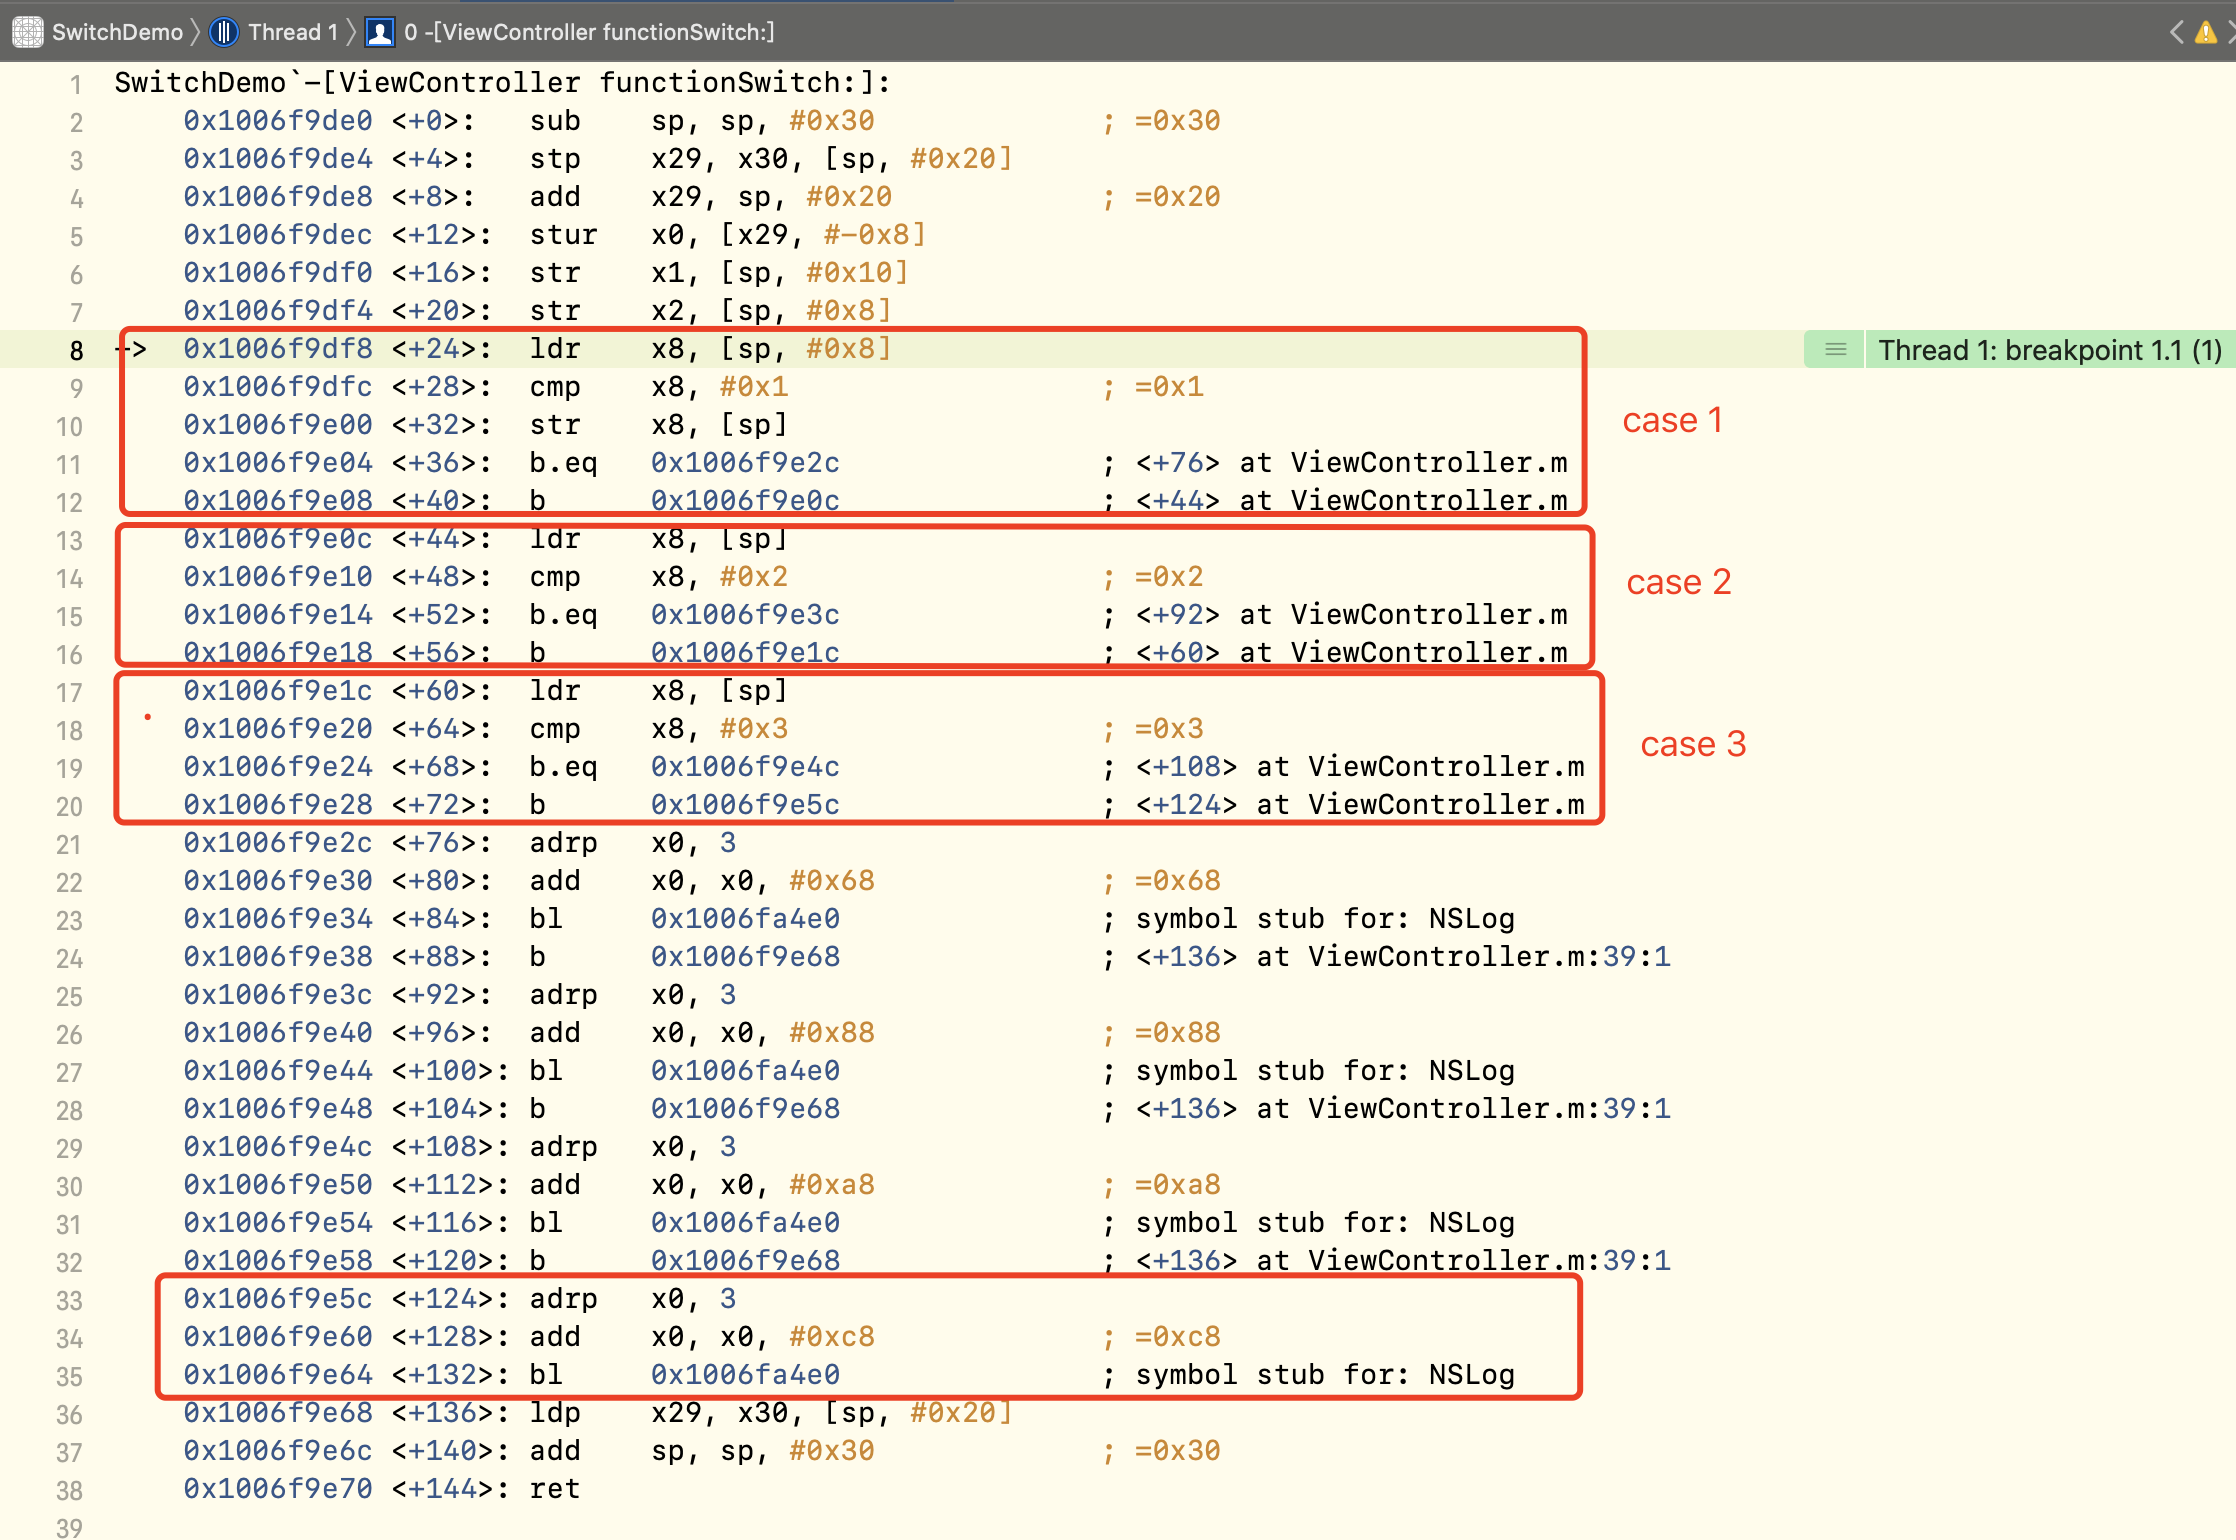 SwitchDemo Thread 1 0 -[ViewController functionSwitch:]
1 SwitchDemo`-[ViewController functionSwitch:]:
2 0x1006f9de0 <+0>: sub sp, sp, #0x30 ; =0x30
3 0x1006f9de4 <+4>: stp x29, x30, [sp, #0x20]
4 0x1006f9de8 <+8>: add x29, sp, #0x20 ; =0x20
5 0x1006f9dec <+12>: stur x0, [x29, #-0x8]
6 0x1006f9df0 <+16>: str x1, [sp, #0x10]
7 0x1006f9df4 <+20>: str x2, [sp, #0x8]
8 -> 0x1006f9df8 <+24>: ldr x8, [sp, #0x8] Thread 1: breakpoint 1.1 (1)
9 0x1006f9dfc <+28>: cmp x8, #0x1 ; =0x1
case 1
10 0x1006f9e00 <+32>: str x8, [sp]
11 0x1006f9e04 <+36>: b.eq 0x1006f9e2c ; <+76> at ViewController.m
12 0x1006f9e08 <+40>: b 0x1006f9e0c ; <+44> at ViewController.m
13 0x1006f9e0c <+44>: ldr x8, [sp]
14 0x1006f9e10 <+48>: cmp x8, #0x2 ; =0x2 case 2
15 0x1006f9e14 <+52>: b.eq 0x1006f9e3c ; <+92> at ViewController.m
16 0x1006f9e18 <+56>: b 0x1006f9e1c ; <+60> at ViewController.m
17 0x1006f9e1c <+60>: ldr x8, [sp]
18 0x1006f9e20 <+64>: cmp x8, #0x3 ; =0x3 case 3
19 0x1006f9e24 <+68>: b.eq 0x1006f9e4c ; <+108> at ViewController.m
20 0x1006f9e28 <+72>: b 0x1006f9e5c ; <+124> at ViewController.m
21 0x1006f9e2c <+76>: adrp x0, 3
22 0x1006f9e30 <+80>: add x0, x0, #0x68 ; =0x68
23 0x1006f9e34 <+84>: bl 0x1006fa4e0 ; symbol stub for: NSLog
24 0x1006f9e38 <+88>: b 0x1006f9e68 ; <+136> at ViewController.m:39:1
25 0x1006f9e3c <+92>: adrp x0, 3
26 0x1006f9e40 <+96>: add x0, x0, #0x88 ; =0x88
27 0x1006f9e44 <+100>: bl 0x1006fa4e0 ; symbol stub for: NSLog
28 0x1006f9e48 <+104>: b 0x1006f9e68 ; <+136> at ViewController.m:39:1
29 0x1006f9e4c <+108>: adrp x0, 3
30 0x1006f9e50 <+112>: add x0, x0, #0xa8 ; =0xa8
31 0x1006f9e54 <+116>: bl 0x1006fa4e0 ; symbol stub for: NSLog
32 0x1006f9e58 <+120>: b 0x1006f9e68 ; <+136> at ViewController.m:39:1
33 0x1006f9e5c <+124>: adrp x0, 3
34 0x1006f9e60 <+128>: add x0, x0, #0xc8 ; =0xc8
35 0x1006f9e64 <+132>: bl 0x1006fa4e0 ; symbol stub for: NSLog
36 0x1006f9e68 <+136>: ldp x29, x30, [sp, #0x20]
37 0x1006f9e6c <+140>: add sp, sp, #0x30 ; =0x30
38 0x1006f9e70 <+144>: ret
39